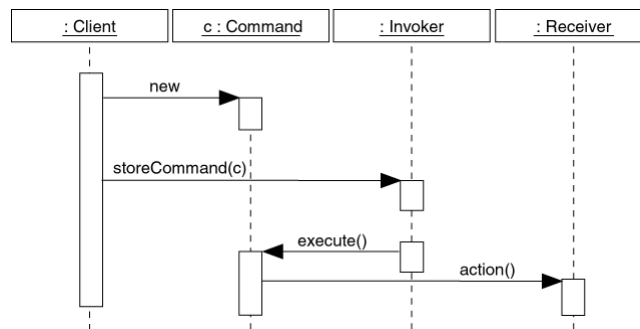 : Client
c : Command
: Invoker
: Receiver
new
storeCommand(c)
execute()
action()